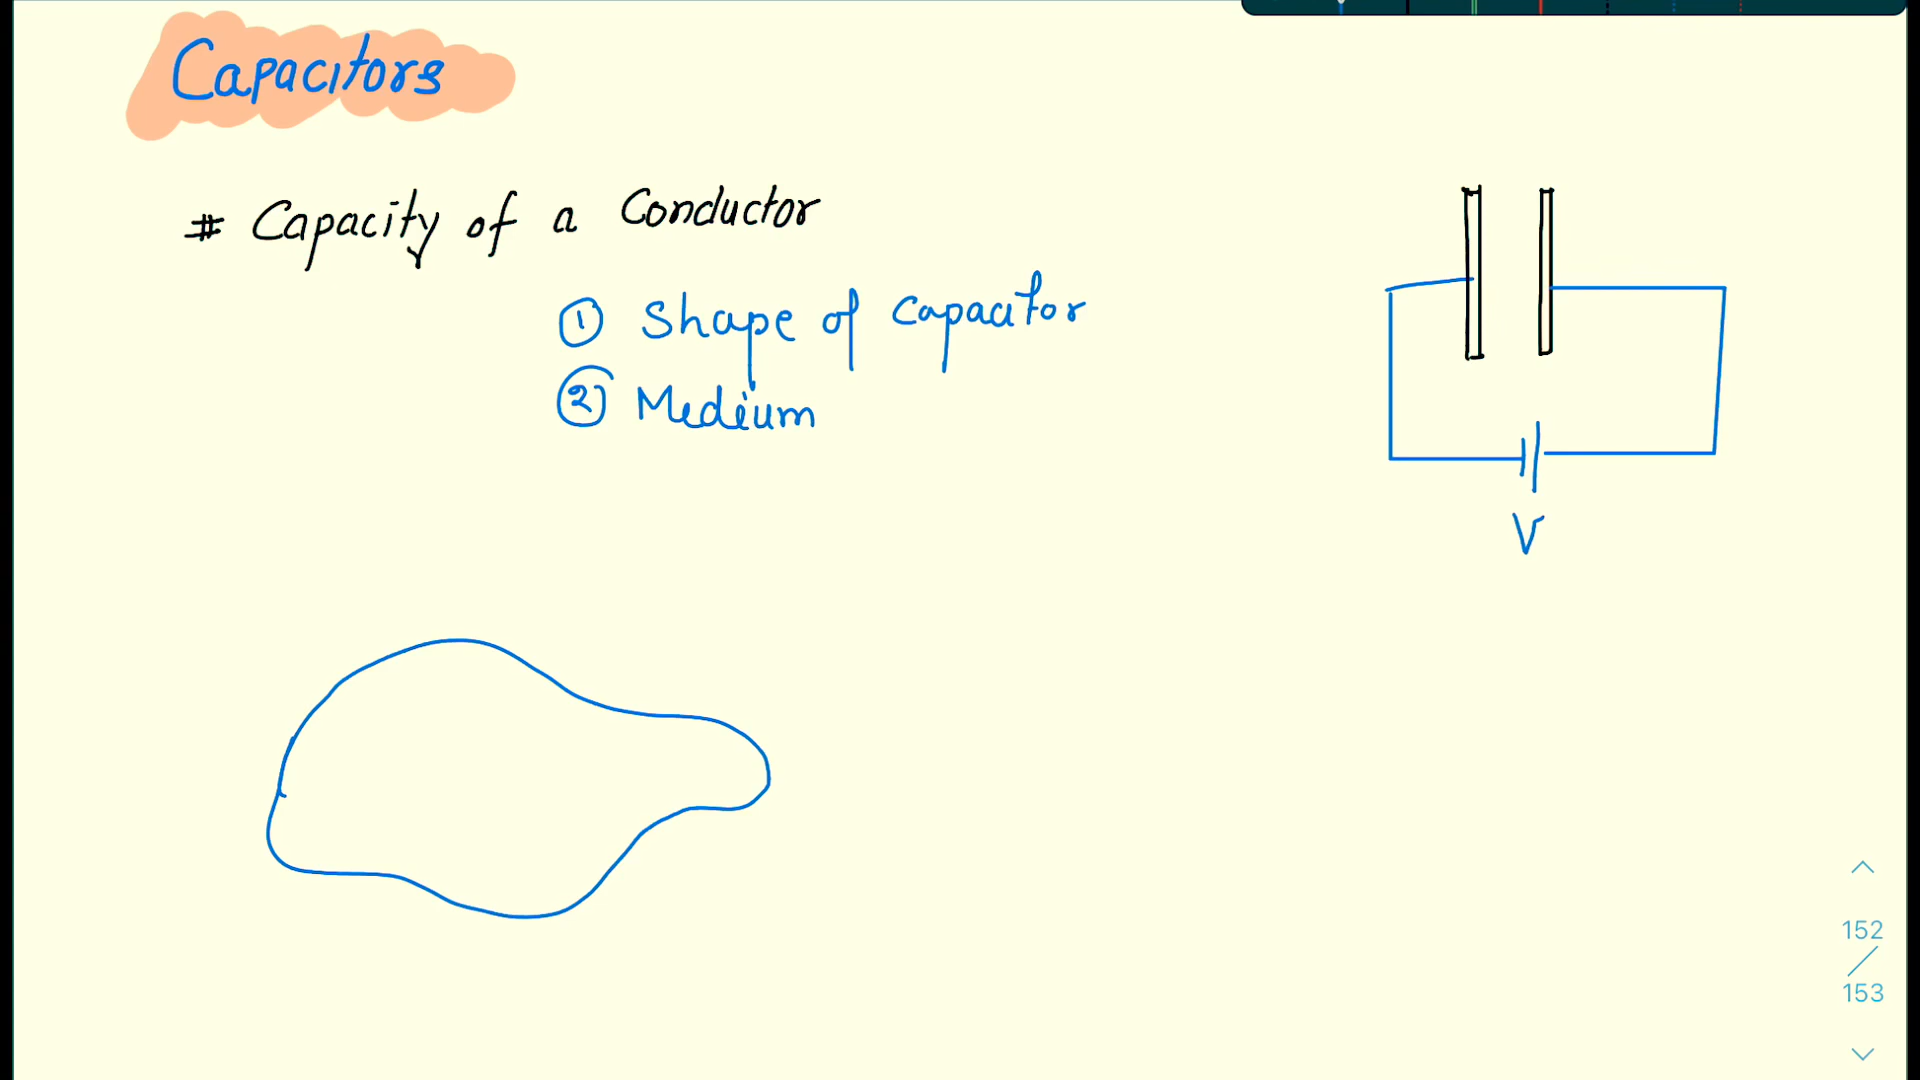 Capacitors
# Capacity of a Conductor
① Shape of Capacitor
② Medium
V
152
/
153